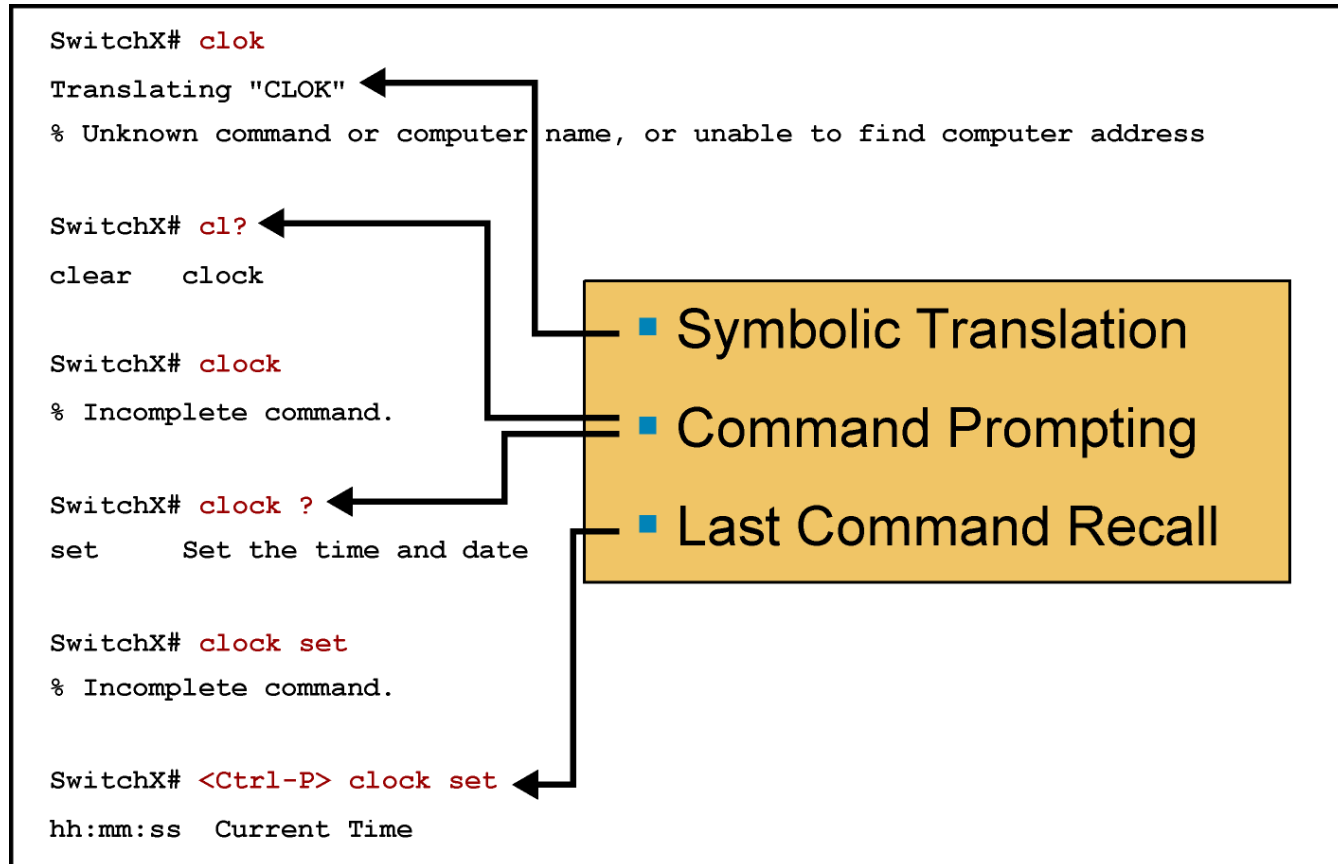 SwitchX# clok
Translating "CLOK"
% Unknown command or computer name, or unable to find computer address
SwitchX# cl?
clear clock
SwitchX# clock
% Incomplete command.
SwitchX# clock ?
set Set the time and date
SwitchX# clock set
% Incomplete command.
SwitchX# <Ctrl-P> clock set
hh:mm:ss Current Time
Symbolic Translation
Command Prompting
Last Command Recall